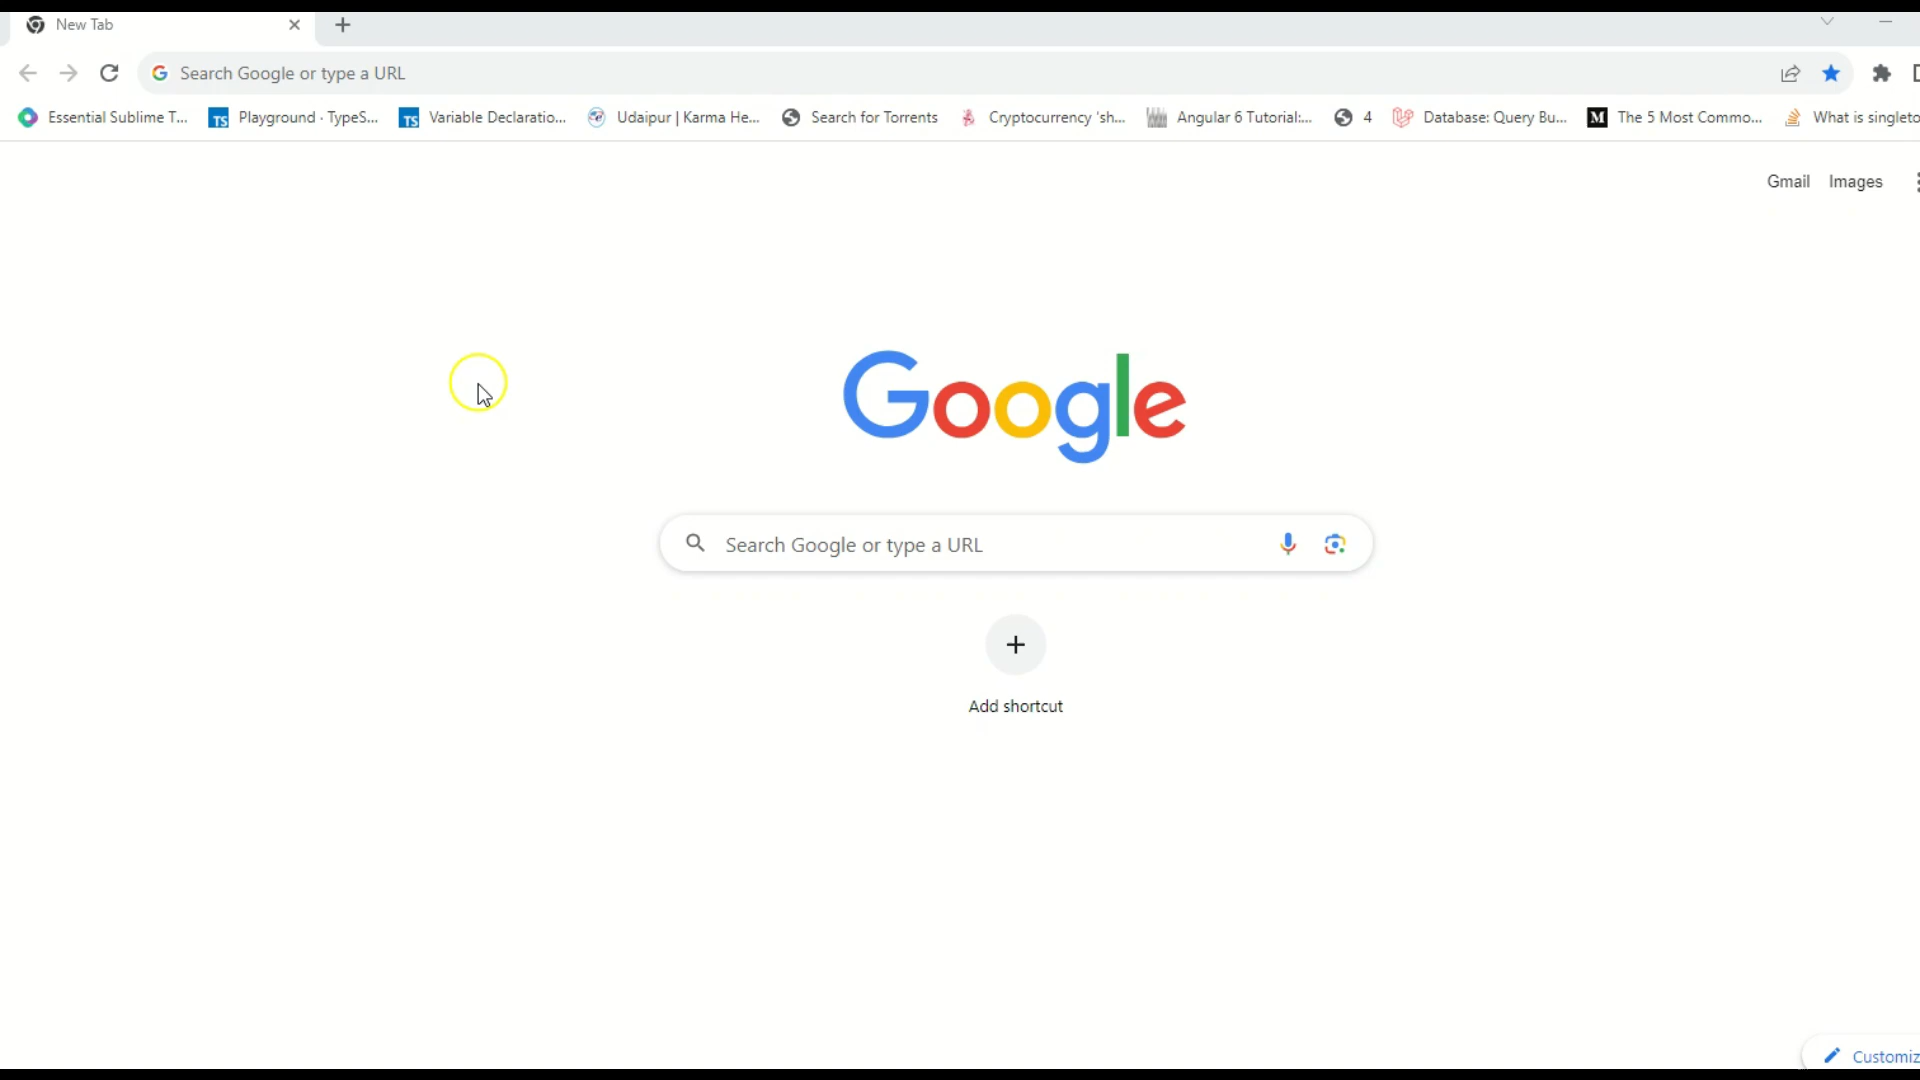 New Tab
Search Google or type a URL
Essential Sublime T... Playground · TypeS... Variable Declaratio... Udaipur | Karma He... Search for Torrents Cryptocurrency 'sh... Angular 6 Tutorial:... 4 Database: Query Bu... The 5 Most Commo... What is singleto
Gmail Images
Google
Search Google or type a URL
Add shortcut
Customiz